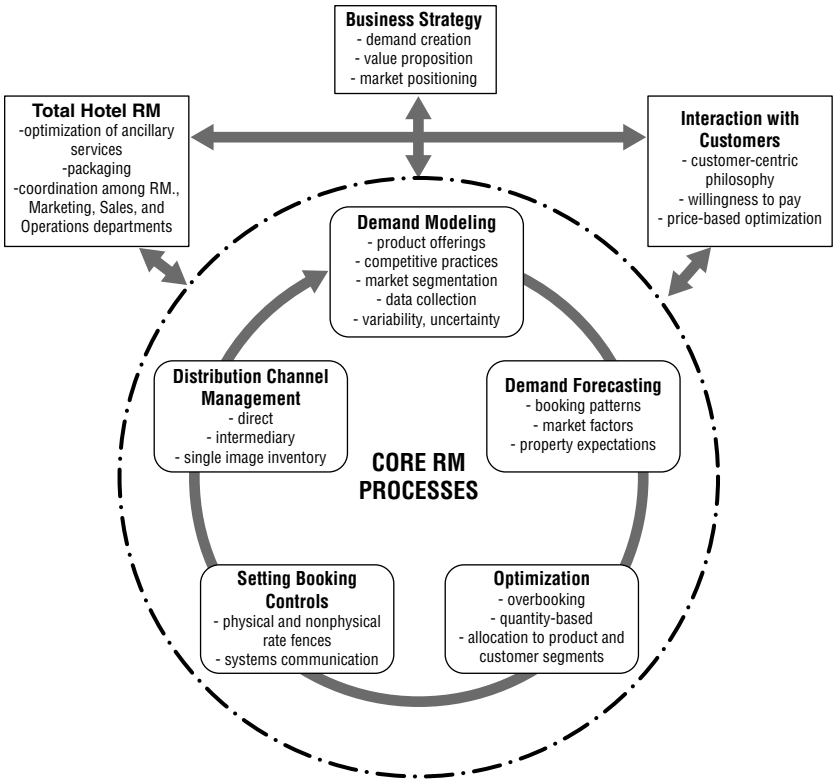 Business Strategy
- demand creation
- value proposition
- market positioning
Total Hotel RM
-optimization of ancillary
services
-packaging
-coordination among RM.,
Marketing, Sales, and
Operations departments
Interaction with
Customers
- customer-centric
philosophy
- willingness to pay
- price-based optimization
Demand Modeling
- product offerings
- competitive practices
- market segmentation
- data collection
- variability, uncertainty
Distribution Channel
Management
- direct
- intermediary
- single image inventory
Demand Forecasting
- booking patterns
- market factors
- property expectations
CORE RM
PROCESSES
Setting Booking
Controls
- physical and nonphysical
rate fences
- systems communication
Optimization
- overbooking
- quantity-based
- allocation to product and
customer segments